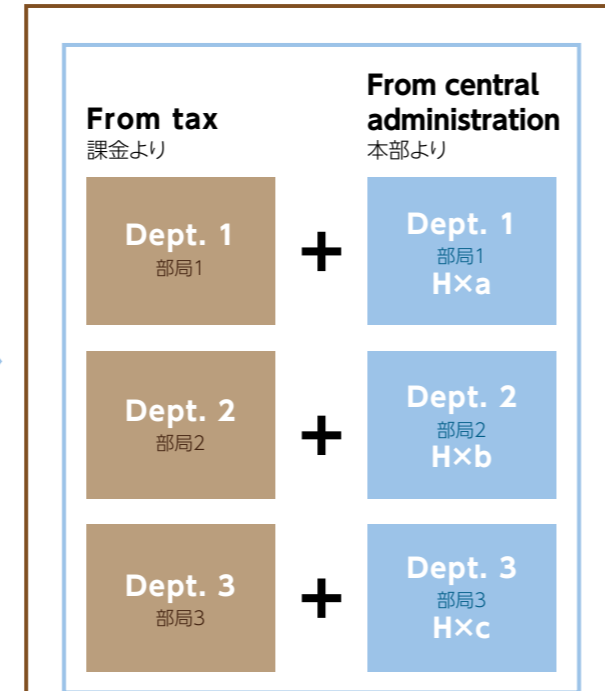 From tax
課金より
From central
administration
本部より
Dept. 1
部局1
+
Dept. 1
部局1
H×a
Dept. 2
部局2
+
Dept. 2
部局2
H×b
Dept. 3
部局3
+
Dept. 3
部局3
H×c